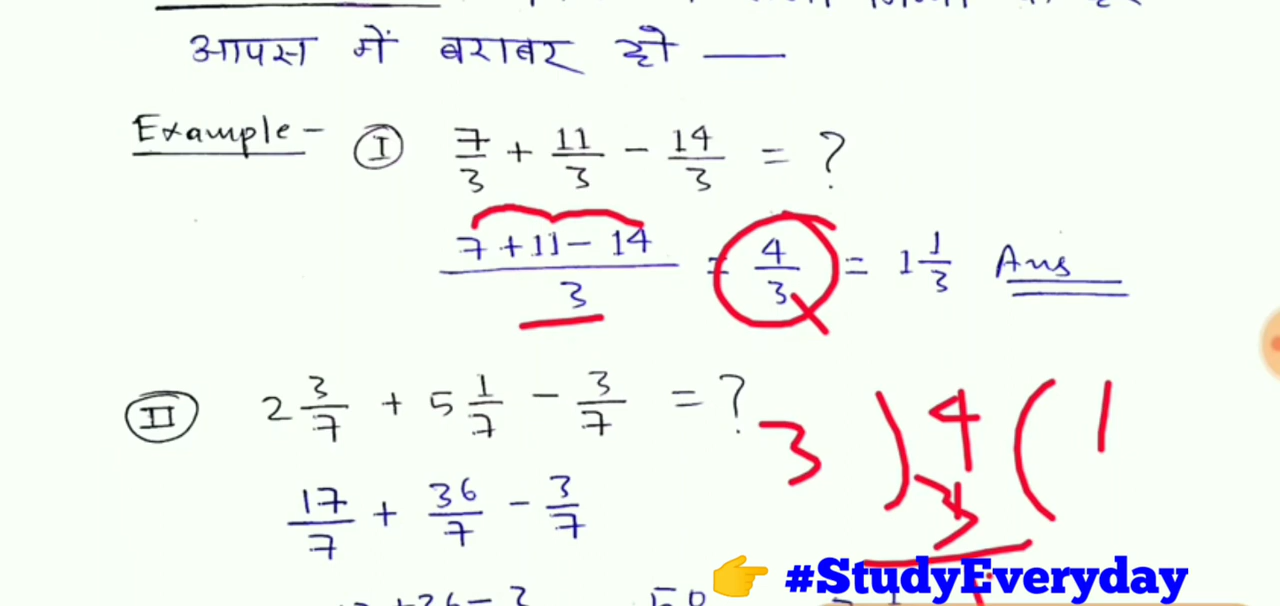 आपस में बराबर हो —
Example - I 7/3 + 11/3 - 14/3 = ?
7 + 11 - 14 / 3 = 4/3 = 1 1/3 Ans
II 2 3/7 + 5 1/7 - 3/7 = ?
3 ) 4 ( 1
- 3
17/7 + 36/7 - 3/7
👉 #StudyEveryday